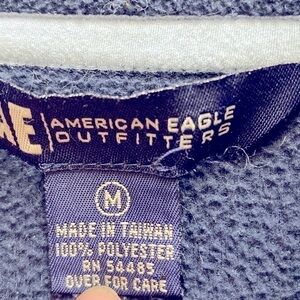 AE
AMERICAN EAGLE
OUTFITTERS
M
MADE IN TAIWAN
100% POLYESTER
RN 54485
OVER FOR CARE